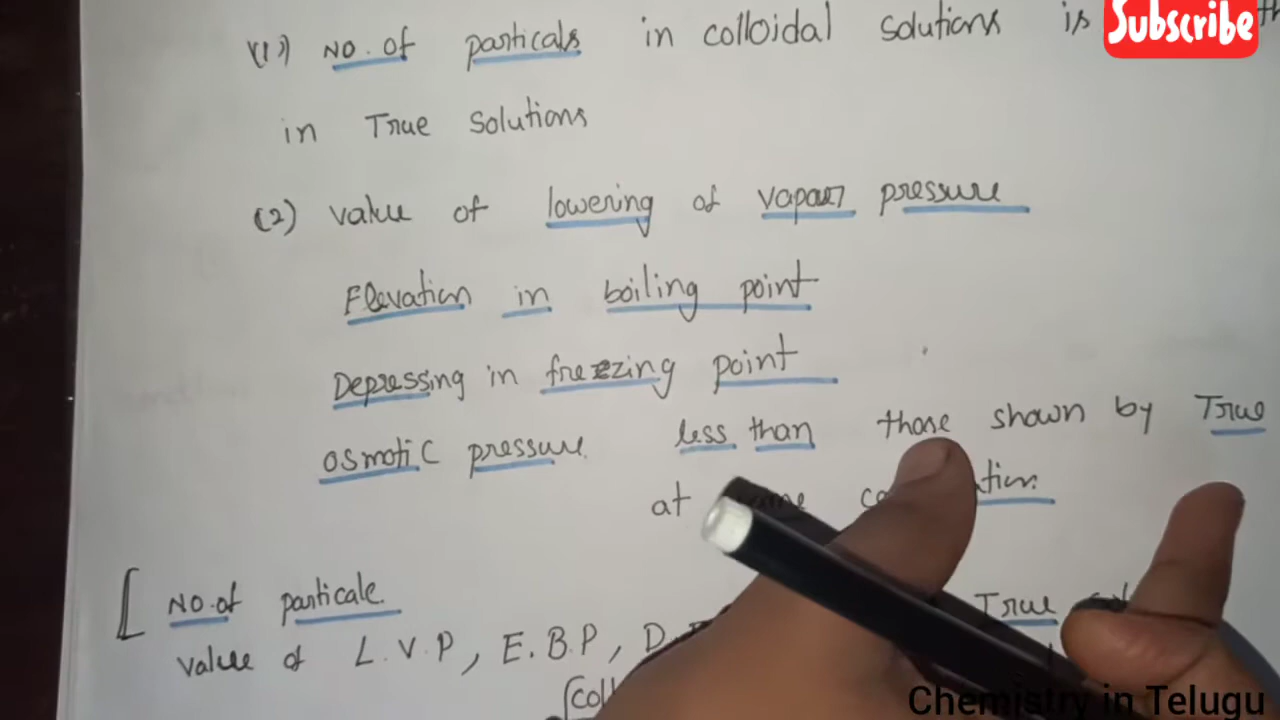 (1) NO. of particals in colloidal solutions is
Subscribe
in True solutions
(2) value of lowering of vapour pressure
Elevation in boiling point
Depressing in freezing point
osmotic pressure less than those shown by True
at
[ NO.of particale
True
value of L.V.P, E.B.P,
Chemistry in Telugu